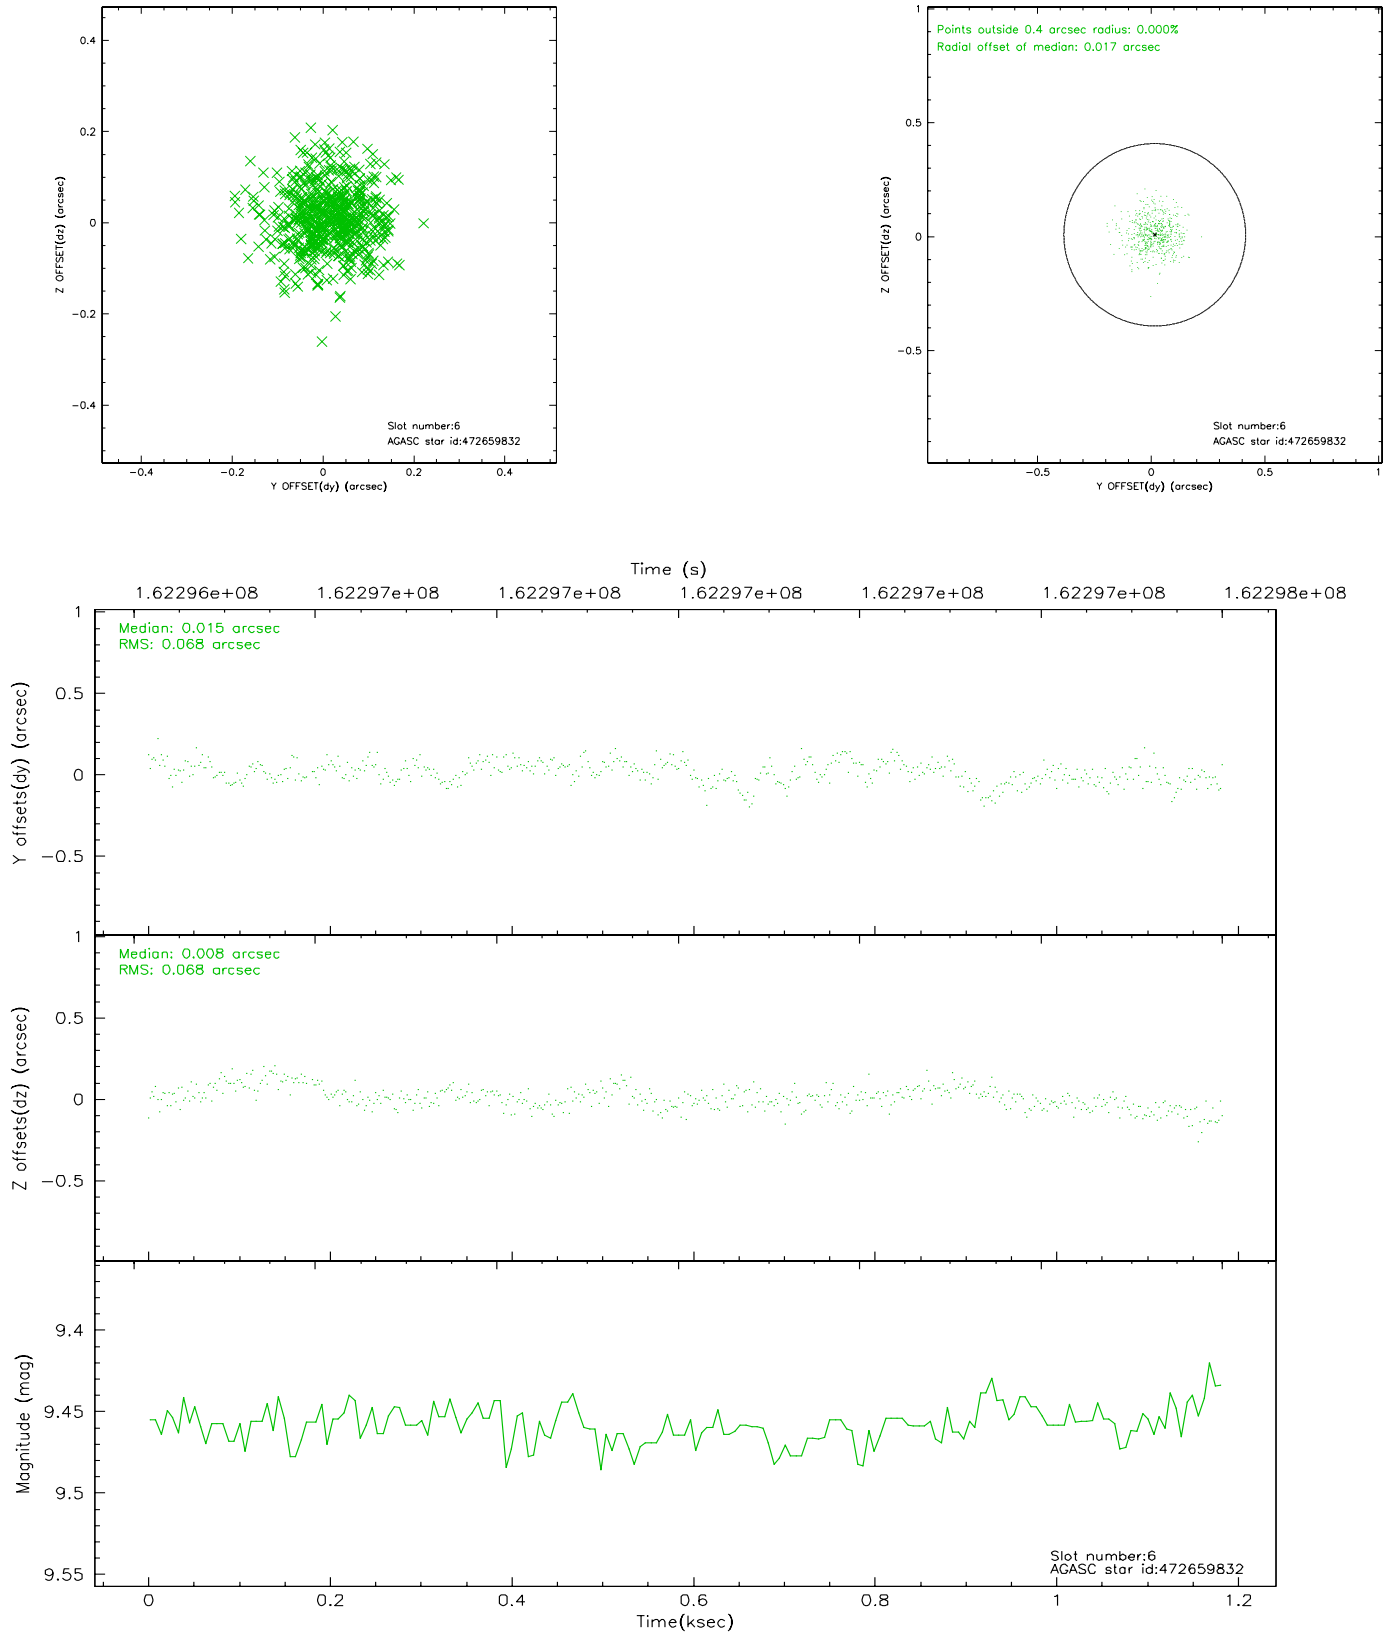 0.4
0.2
0
−0.2
−0.4
Z OFFSET(dz) (arcsec)
Slot number:6
AGASC star id:472659832
−0.4 −0.2 0 0.2 0.4
Y OFFSET(dy) (arcsec)
Points outside 0.4 arcsec radius: 0.000%
Radial offset of median: 0.017 arcsec
1
0.5
0
−0.5
Z OFFSET(dz) (arcsec)
Slot number:6
AGASC star id:472659832
−0.5 0 0.5 1
Y OFFSET(dy) (arcsec)
Time (s)
1.62296e+08 1.62297e+08 1.62297e+08 1.62297e+08 1.62297e+08 1.62297e+08 1.62298e+08
Median: 0.015 arcsec
RMS: 0.068 arcsec
1
0.5
0
−0.5
Y offsets(dy) (arcsec)
Median: 0.008 arcsec
RMS: 0.068 arcsec
1
0.5
0
−0.5
Z offsets(dz) (arcsec)
9.4
9.45
9.5
9.55
Magnitude (mag)
Slot number:6
AGASC star id:472659832
0 0.2 0.4 0.6 0.8 1 1.2
Time(ksec)